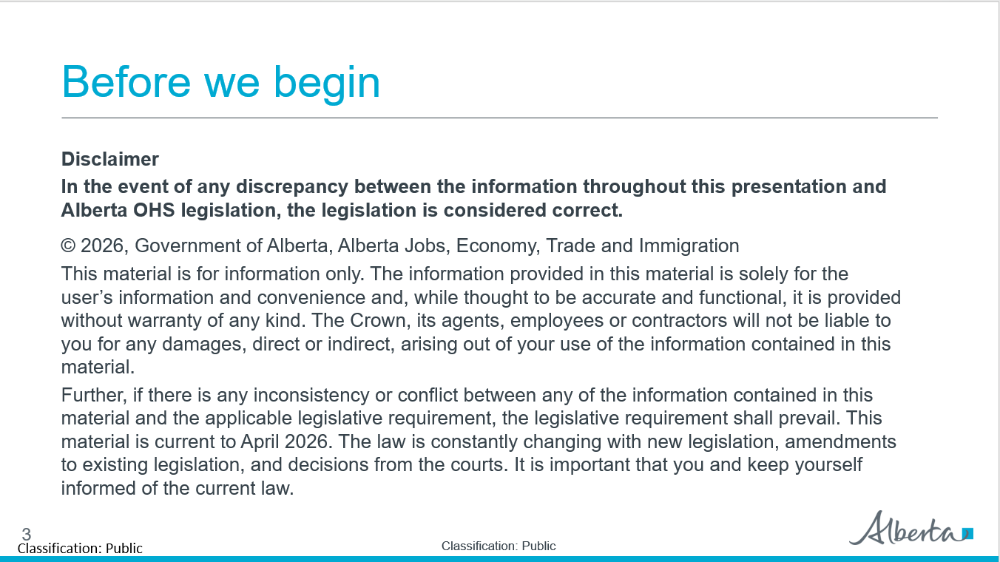 Before we begin
Disclaimer
In the event of any discrepancy between the information throughout this presentation and
Alberta OHS legislation, the legislation is considered correct.
© 2026, Government of Alberta, Alberta Jobs, Economy, Trade and Immigration
This material is for information only. The information provided in this material is solely for the
user’s information and convenience and, while thought to be accurate and functional, it is provided
without warranty of any kind. The Crown, its agents, employees or contractors will not be liable to
you for any damages, direct or indirect, arising out of your use of the information contained in this
material.
Further, if there is any inconsistency or conflict between any of the information contained in this
material and the applicable legislative requirement, the legislative requirement shall prevail. This
material is current to April 2026. The law is constantly changing with new legislation, amendments
to existing legislation, and decisions from the courts. It is important that you and keep yourself
informed of the current law.
3
Classification: Public
Classification: Public
Alberta